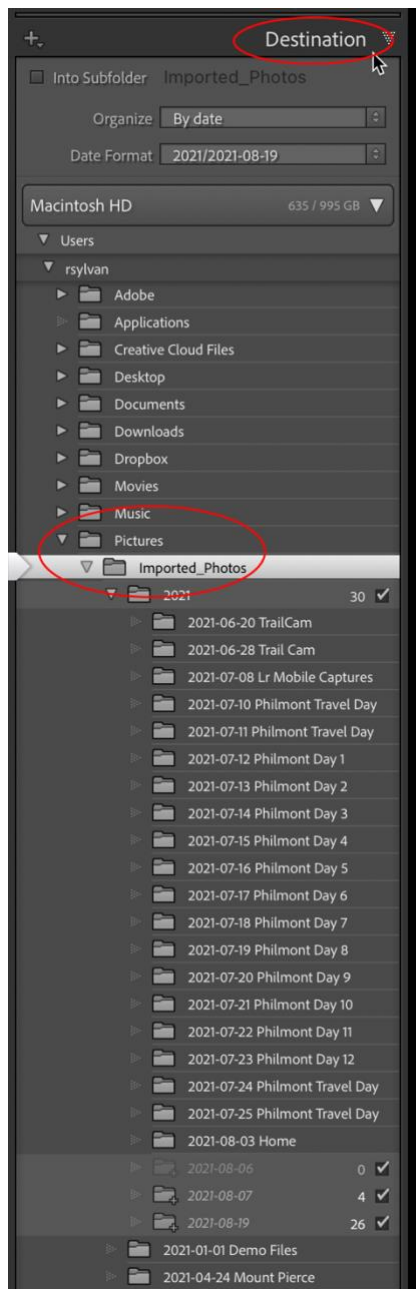 Destination
Into Subfolder Imported_Photos
Organize By date
Date Format 2021/2021-08-19
Macintosh HD 635 / 995 GB
Users
rsylvan
Adobe
Applications
Creative Cloud Files
Desktop
Documents
Downloads
Dropbox
Movies
Music
Pictures
Imported_Photos
2021 30
2021-06-20 TrailCam
2021-06-28 Trail Cam
2021-07-08 Lr Mobile Captures
2021-07-10 Philmont Travel Day
2021-07-11 Philmont Travel Day
2021-07-12 Philmont Day 1
2021-07-13 Philmont Day 2
2021-07-14 Philmont Day 3
2021-07-15 Philmont Day 4
2021-07-16 Philmont Day 5
2021-07-17 Philmont Day 6
2021-07-18 Philmont Day 7
2021-07-19 Philmont Day 8
2021-07-20 Philmont Day 9
2021-07-21 Philmont Day 10
2021-07-22 Philmont Day 11
2021-07-23 Philmont Day 12
2021-07-24 Philmont Travel Day
2021-07-25 Philmont Travel Day
2021-08-03 Home
2021-08-06 0
2021-08-07 4
2021-08-19 26
2021-01-01 Demo Files
2021-04-24 Mount Pierce